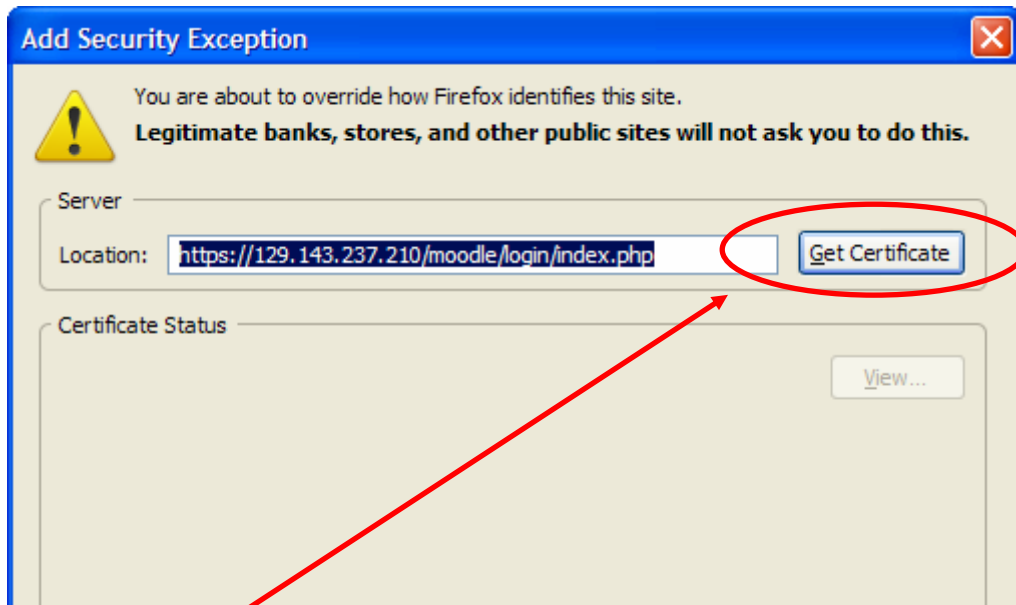 Add Security Exception
You are about to override how Firefox identifies this site.
Legitimate banks, stores, and other public sites will not ask you to do this.
Server
Location: https://129.143.237.210/moodle/login/index.php Get Certificate
Certificate Status
View...